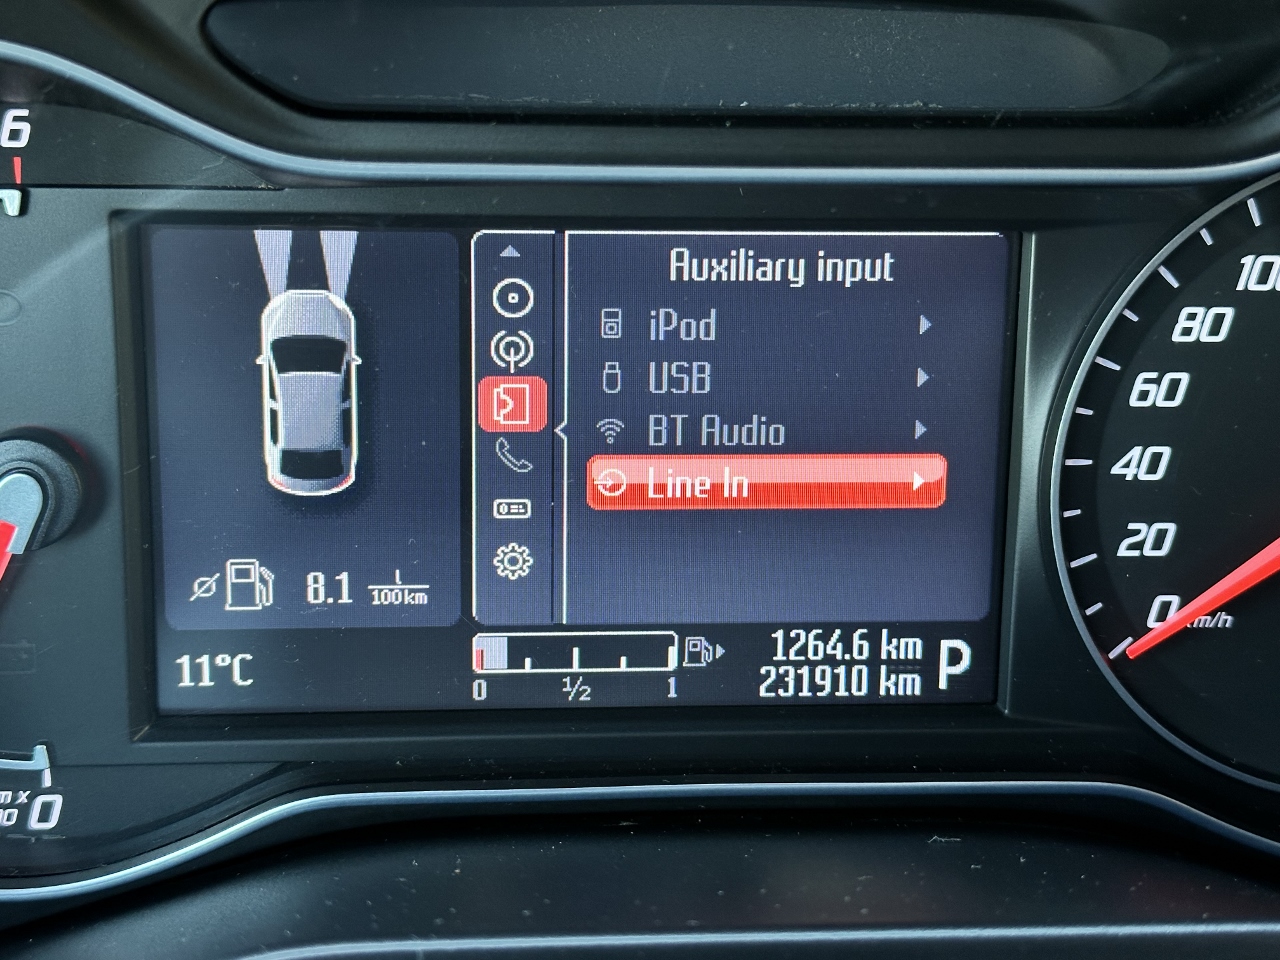 6
Auxiliary input
iPod
USB
BT Audio
Line In
8.1 l/100km
11°C
0 1/2 1
1264.6 km
231910 km
P
100
80
60
40
20
0
km/h
0